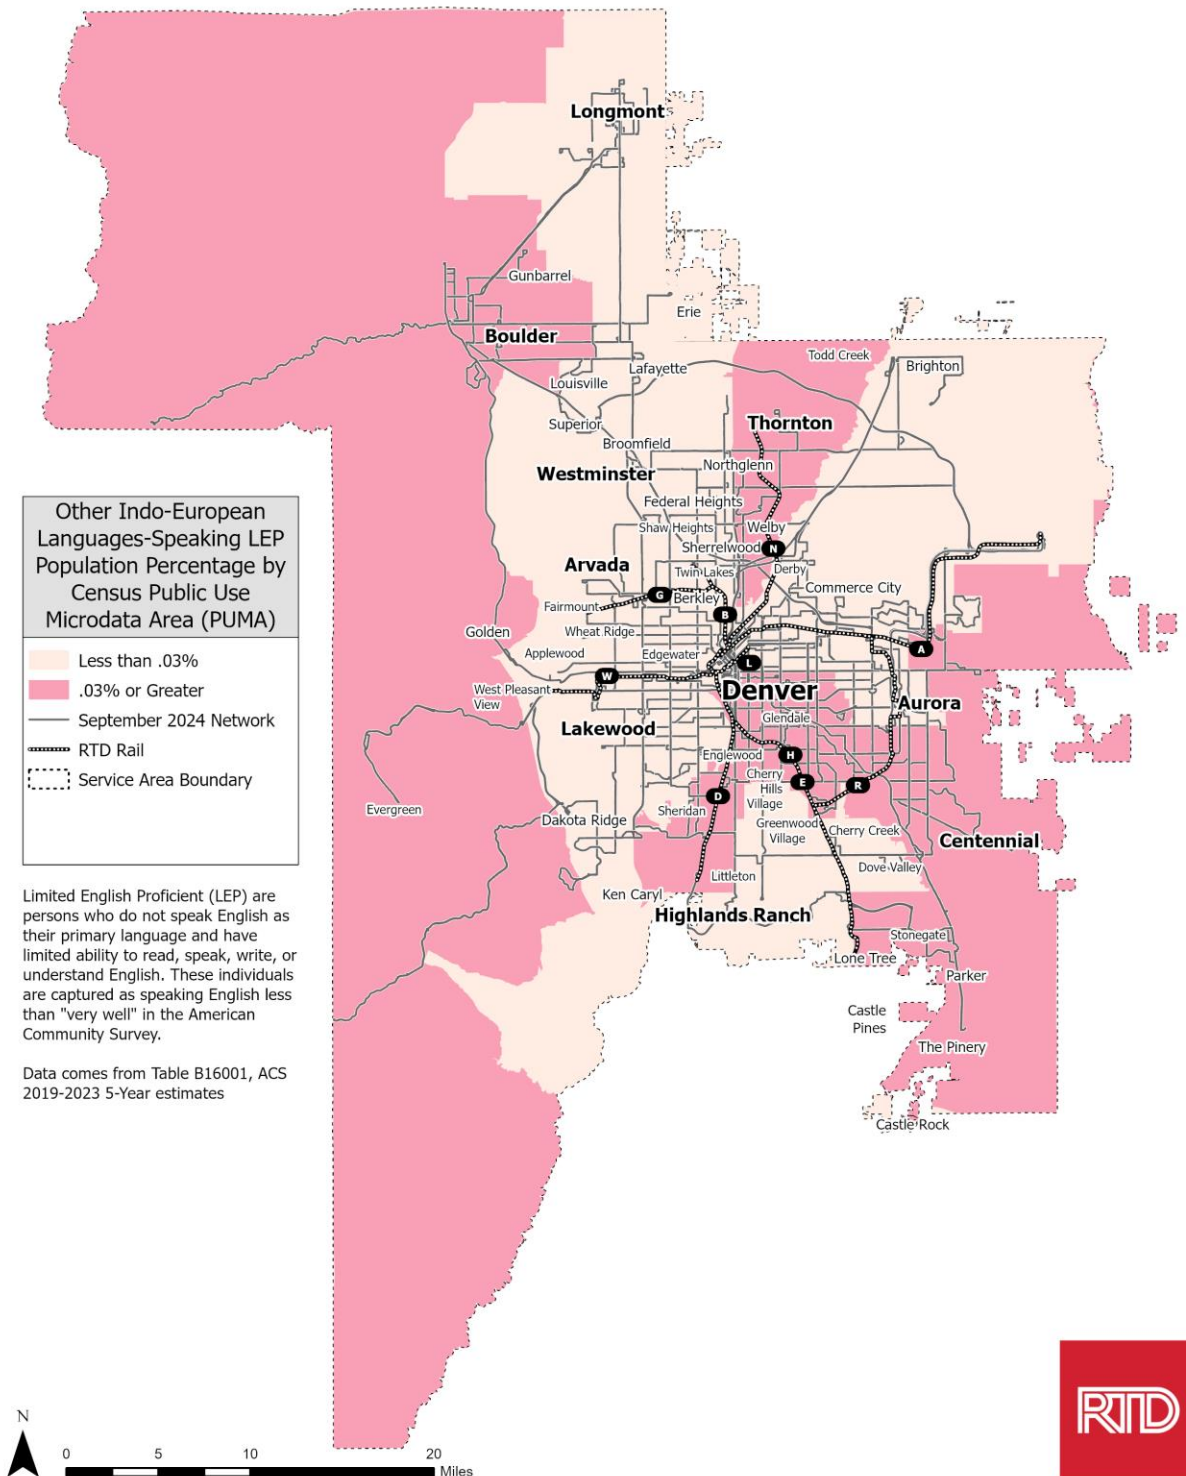 Longmont
Gunbarrel
Erie
Boulder
Todd Creek
Brighton
Lafayette
Louisville
Superior
Thornton
Broomfield
Westminster
Northglenn
Federal Heights
Shaw Heights
Welby
Sherrelwood
N
Arvada
Twin Lakes
Derby
Commerce City
G
Berkley
Fairmount
B
Golden
Wheat Ridge
Applewood
Edgewater
A
L
W
West Pleasant
View
Denver
Aurora
Glendale
Lakewood
Englewood
H
Cherry
Hills
Village
E
R
D
Sheridan
Evergreen
Dakota Ridge
Greenwood
Village
Cherry Creek
Centennial
Dove Valley
Littleton
Ken Caryl
Highlands Ranch
Stonegate
Lone Tree
Parker
Castle
Pines
The Pinery
Castle Rock
Other Indo-European
Languages-Speaking LEP
Population Percentage by
Census Public Use
Microdata Area (PUMA)
Less than .03%
.03% or Greater
September 2024 Network
RTD Rail
Service Area Boundary
Limited English Proficient (LEP) are
persons who do not speak English as
their primary language and have
limited ability to read, speak, write, or
understand English. These individuals
are captured as speaking English less
than "very well" in the American
Community Survey.
Data comes from Table B16001, ACS
2019-2023 5-Year estimates
N
0 5 10 20
Miles
RTD